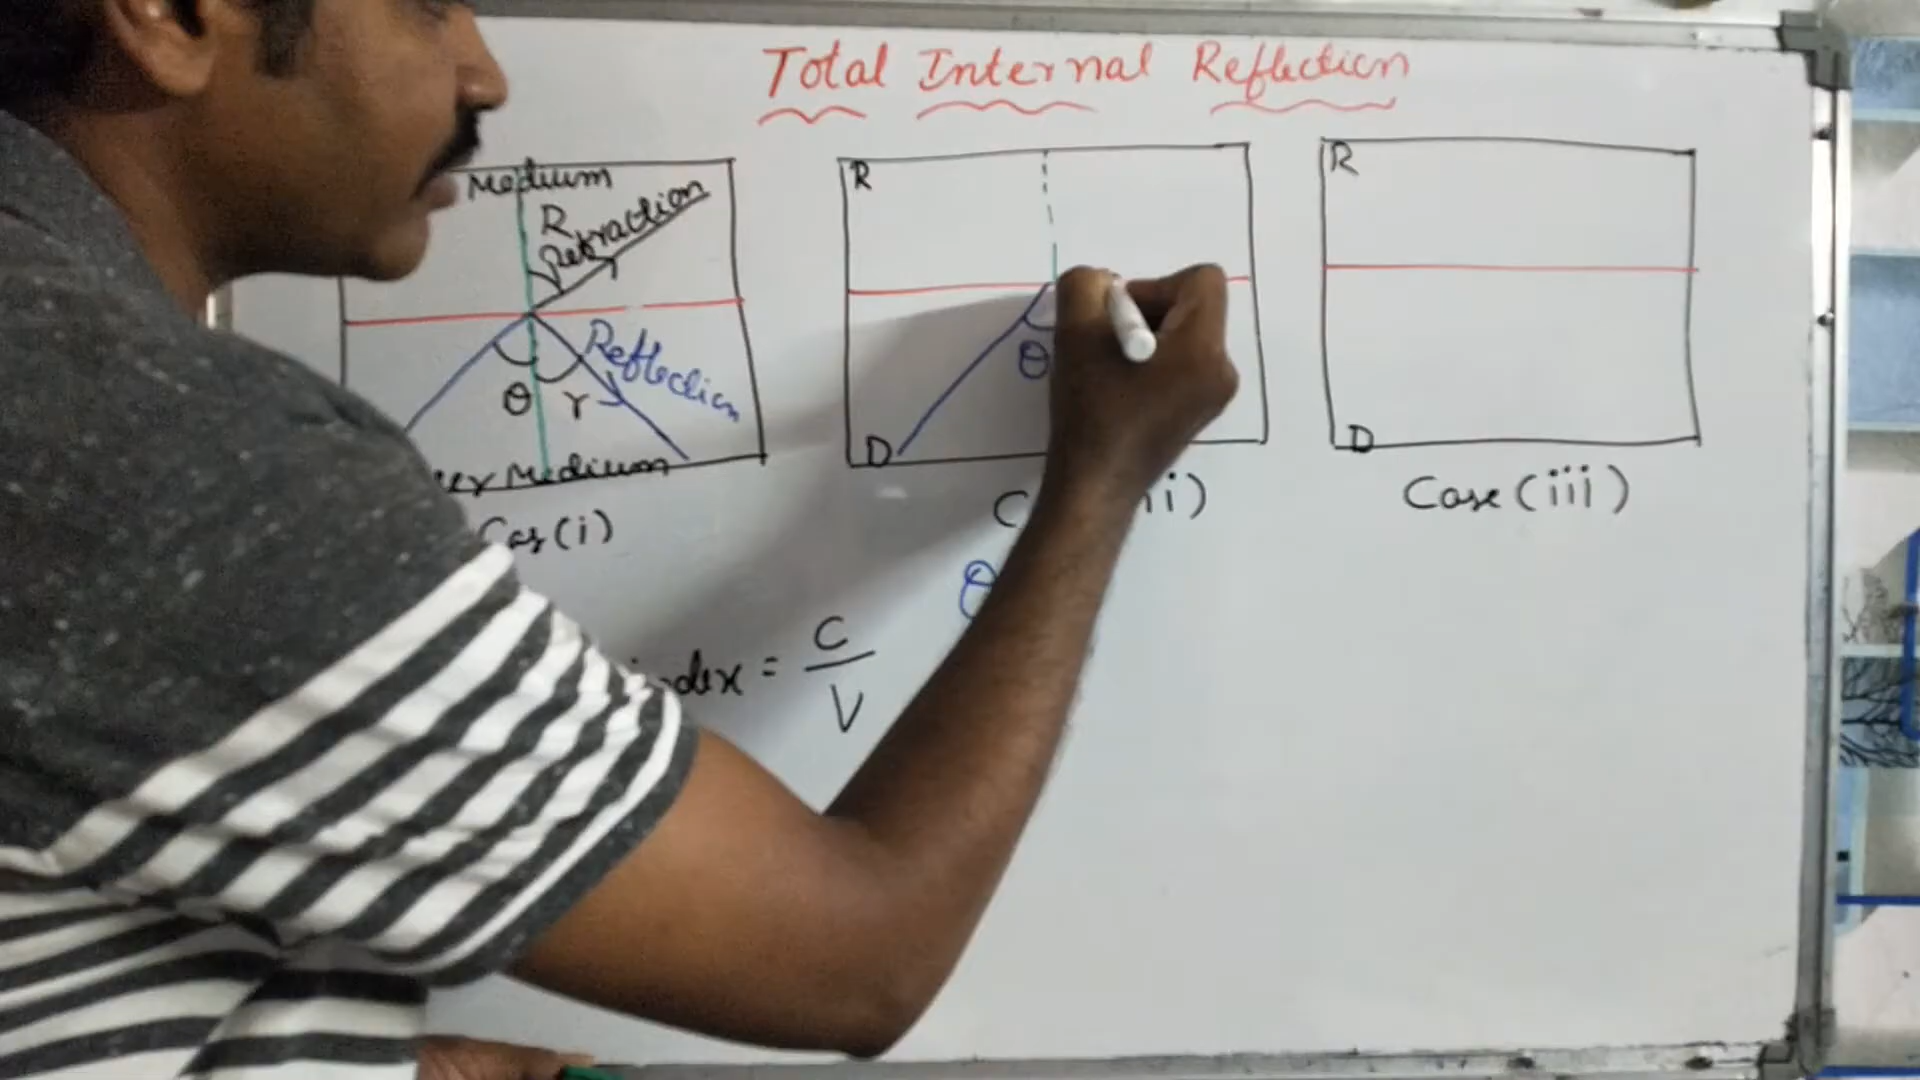 Total Internal Reflection
Medium
R
Refraction
Reflection
θ r
Medium
Cas(i)
R
θ
D
R
D
Case(iii)
θ
= C
V